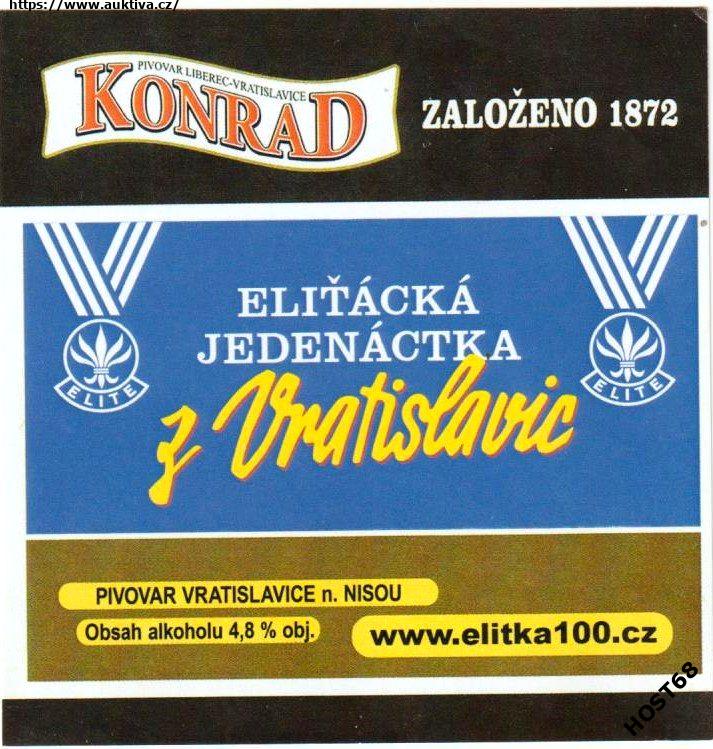 https://www.auktiva.cz/
PIVOVAR LIBEREC-VRATISLAVICE
KONRAD
ZALOŽENO 1872
ELIŤÁCKÁ
JEDENÁCTKA
z Vratislavic
ELITE
ELITE
PIVOVAR VRATISLAVICE n. NISOU
Obsah alkoholu 4,8 % obj.
www.elitka100.cz
HOST68